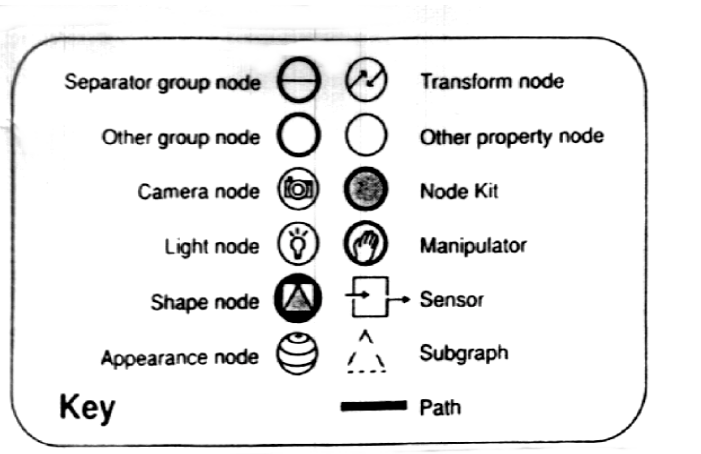 Separator group node
Transform node
Other group node
Other property node
Camera node
Node Kit
Light node
Manipulator
Shape node
Sensor
Appearance node
Subgraph
Key
Path